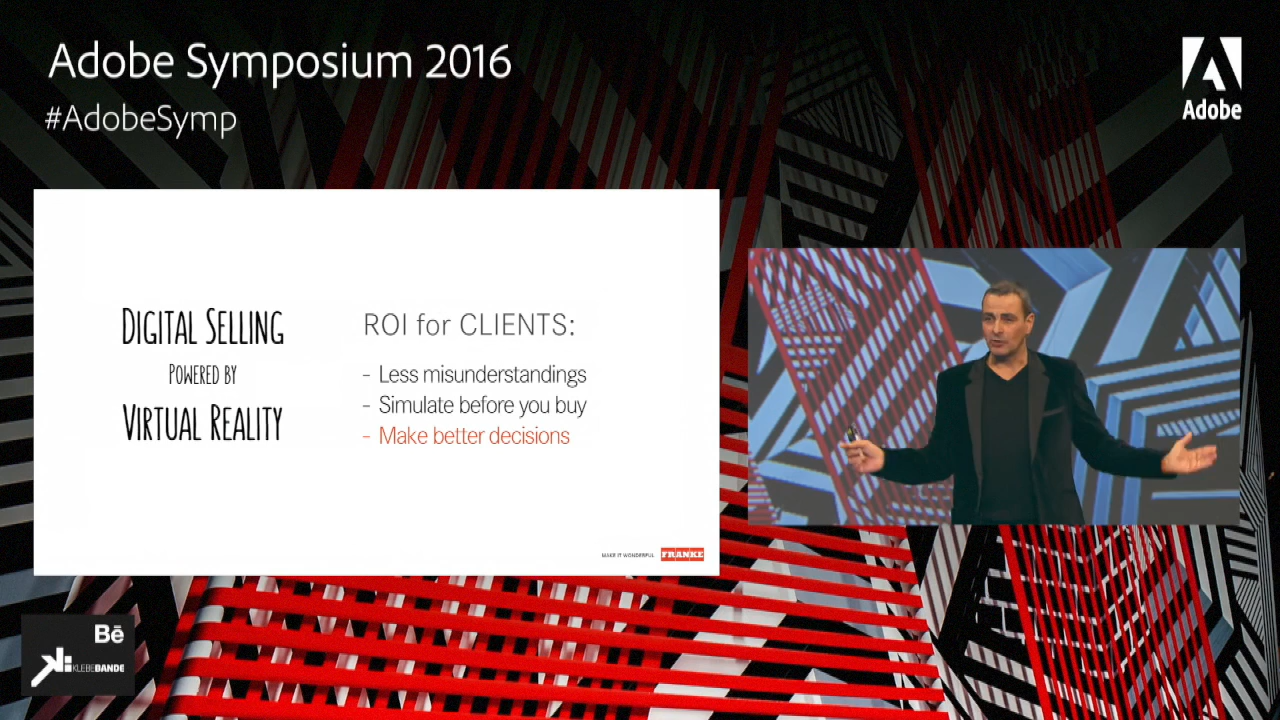 Adobe Symposium 2016
#AdobeSymp
Adobe
DIGITAL SELLING
POWERED BY
VIRTUAL REALITY
ROI for CLIENTS:
- Less misunderstandings
- Simulate before you buy
- Make better decisions
MAKE IT WONDERFUL
FRANKE
Bē
KLEBEBANDE